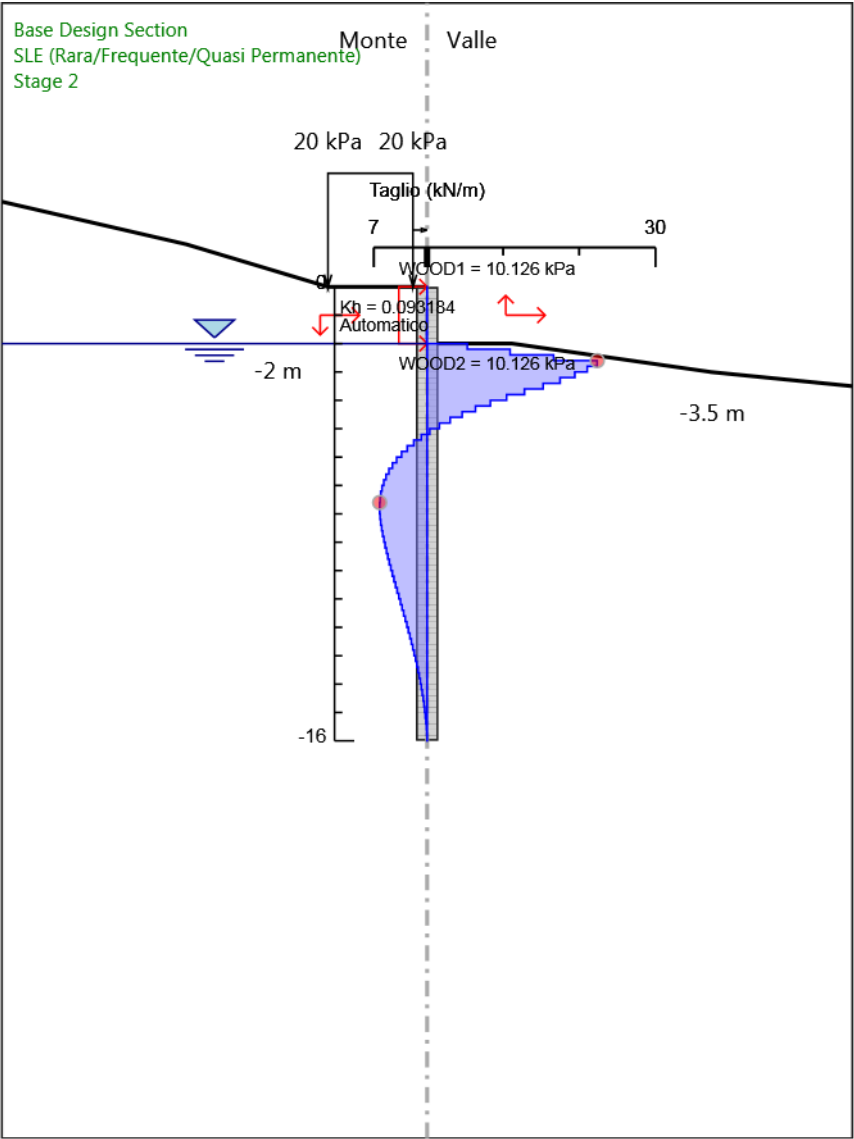 Base Design Section
SLE (Rara/Frequente/Quasi Permanente)
Stage 2
Monte
Valle
20 kPa
20 kPa
Taglio (kN/m)
7
30
WOOD1 = 10.126 kPa
0
Kh = 0.093184
Automatico
WOOD2 = 10.126 kPa
-2 m
-3.5 m
-16